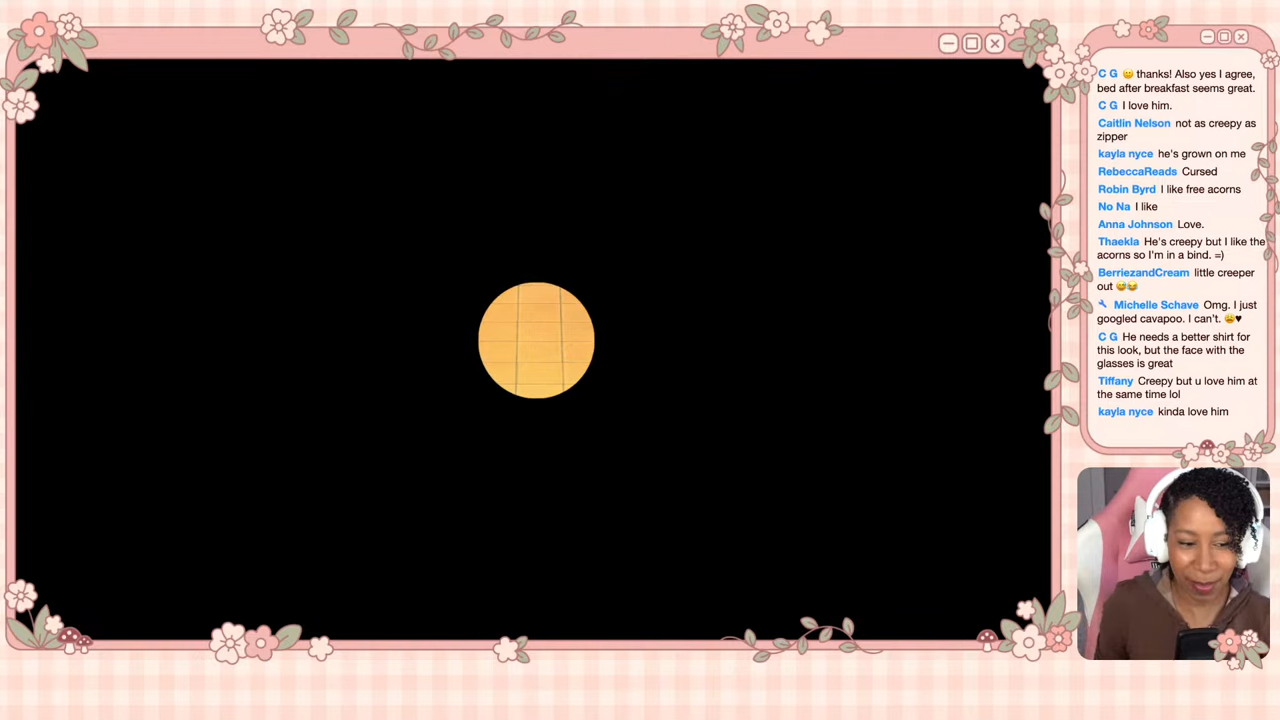 C G 🙂 thanks! Also yes I agree,
bed after breakfast seems great.
C G I love him.
Caitlin Nelson not as creepy as
zipper
kayla nyce he's grown on me
RebeccaReads Cursed
Robin Byrd I like free acorns
No Na I like
Anna Johnson Love.
Thaekla He's creepy but I like the
acorns so I'm in a bind. =)
BerriezandCream little creeper
out 😅😂
Michelle Schave Omg. I just
googled cavapoo. I can't. 😩♥
C G He needs a better shirt for
this look, but the face with the
glasses is great
Tiffany Creepy but u love him at
the same time lol
kayla nyce kinda love him